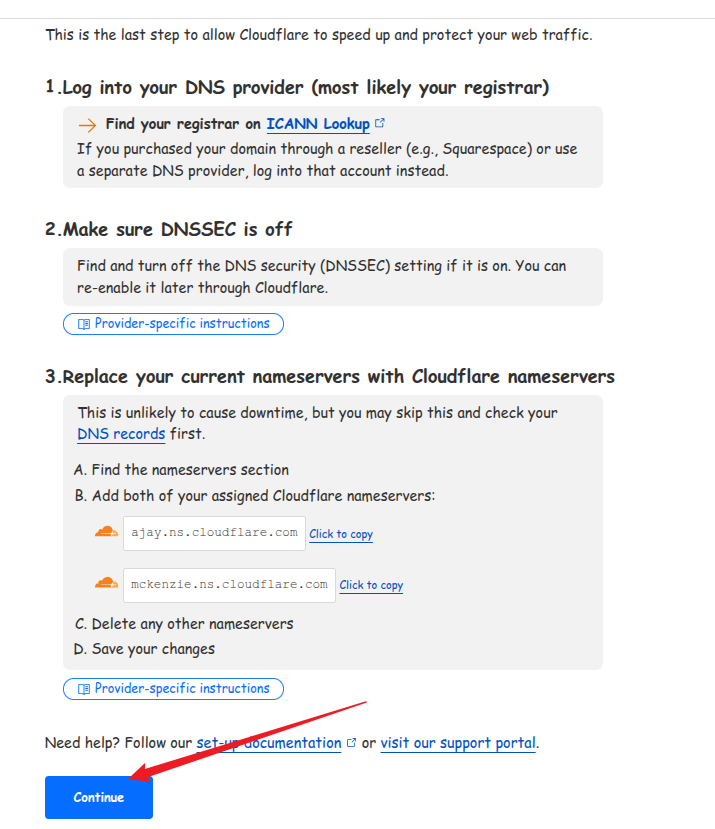 This is the last step to allow Cloudflare to speed up and protect your web traffic.
1.Log into your DNS provider (most likely your registrar)
Find your registrar on ICANN Lookup
If you purchased your domain through a reseller (e.g., Squarespace) or use
a separate DNS provider, log into that account instead.
2.Make sure DNSSEC is off
Find and turn off the DNS security (DNSSEC) setting if it is on. You can
re-enable it later through Cloudflare.
Provider-specific instructions
3.Replace your current nameservers with Cloudflare nameservers
This is unlikely to cause downtime, but you may skip this and check your
DNS records first.
A. Find the nameservers section
B. Add both of your assigned Cloudflare nameservers:
ajay.ns.cloudflare.com Click to copy
mckenzie.ns.cloudflare.com Click to copy
C. Delete any other nameservers
D. Save your changes
Provider-specific instructions
Need help? Follow our set-up documentation or visit our support portal.
Continue